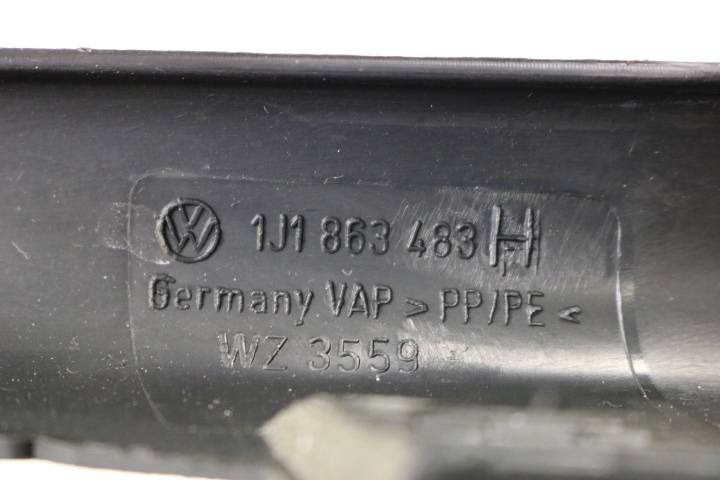 1J1 863 483 H
Germany VAP > PP/PE <
WZ 3559